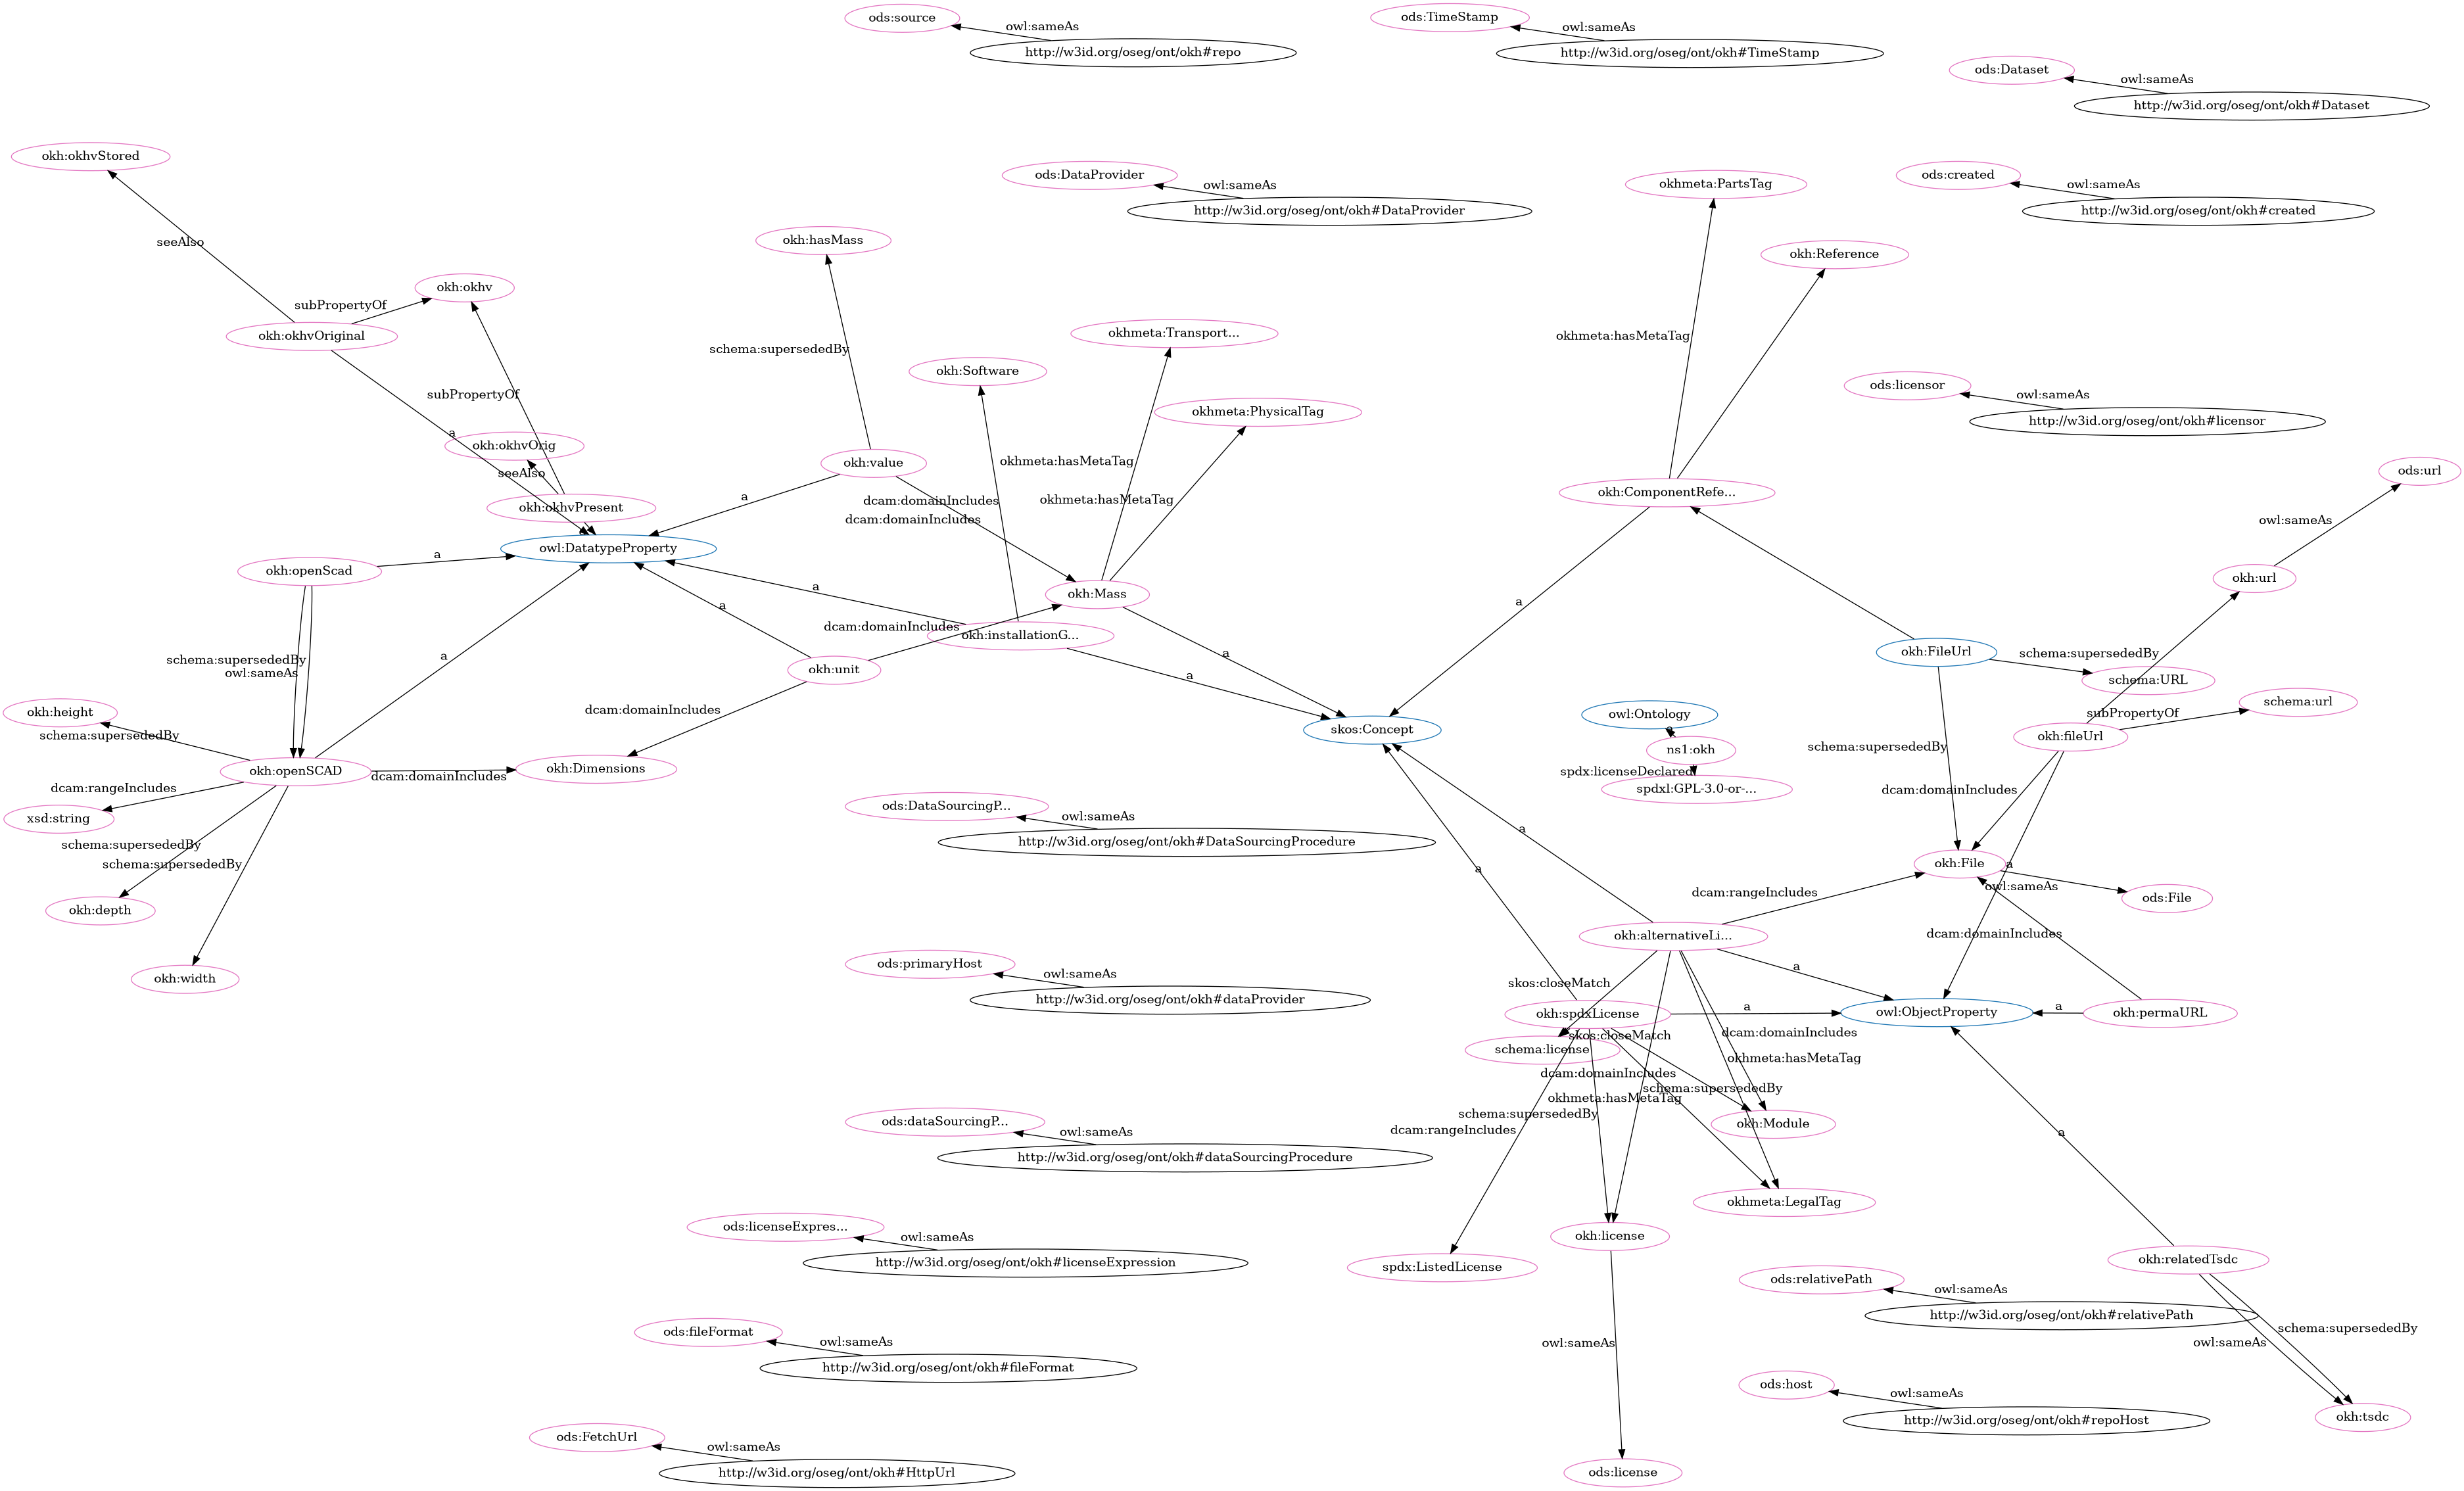 ods:source
ods:TimeStamp
owl:sameAs
owl:sameAs
http://w3id.org/oseg/ont/okh#repo
http://w3id.org/oseg/ont/okh#TimeStamp
ods:Dataset
owl:sameAs
http://w3id.org/oseg/ont/okh#Dataset
okh:okhvStored
ods:DataProvider
owl:sameAs
http://w3id.org/oseg/ont/okh#DataProvider
okhmeta:PartsTag
ods:created
owl:sameAs
http://w3id.org/oseg/ont/okh#created
seeAlso
okh:hasMass
okh:Reference
okh:okhv
subPropertyOf
okh:okhvOriginal
okhmeta:Transport...
okhmeta:hasMetaTag
schema:supersededBy
okh:Software
ods:licensor
owl:sameAs
http://w3id.org/oseg/ont/okh#licensor
subPropertyOf
okhmeta:PhysicalTag
a
okh:okhvOrig
seeAlso
okh:value
okhmeta:hasMetaTag
ods:url
a
dcam:domainIncludes
okhmeta:hasMetaTag
okh:ComponentRefe...
okh:okhvPresent
dcam:domainIncludes
owl:sameAs
a
owl:DatatypeProperty
a
okh:openScad
okh:url
a
okh:Mass
a
a
dcam:domainIncludes
okh:installationG...
a
okh:FileUrl
schema:supersededBy
schema:supersededBy
owl:sameAs
a
okh:unit
a
schema:URL
okh:height
schema:supersededBy
dcam:domainIncludes
skos:Concept
owl:Ontology
a
ns1:okh
schema:url
subPropertyOf
okh:fileUrl
schema:supersededBy
okh:openSCAD
dcam:domainIncludes
okh:Dimensions
spdx:licenseDeclared
spdxl:GPL-3.0-or-...
dcam:rangeIncludes
xsd:string
dcam:domainIncludes
ods:DataSourcingP...
owl:sameAs
http://w3id.org/oseg/ont/okh#DataSourcingProcedure
schema:supersededBy
schema:supersededBy
a
a
okh:File
a
owl:sameAs
dcam:rangeIncludes
ods:File
okh:depth
okh:alternativeLi...
dcam:domainIncludes
okh:width
ods:primaryHost
owl:sameAs
http://w3id.org/oseg/ont/okh#dataProvider
a
skos:closeMatch
okh:spdxLicense
a
owl:ObjectProperty
a
okh:permaURL
skos:closeMatch
dcam:domainIncludes
schema:license
okhmeta:hasMetaTag
dcam:domainIncludes
schema:supersededBy
okhmeta:hasMetaTag
schema:supersededBy
dcam:rangeIncludes
okh:Module
ods:dataSourcingP...
owl:sameAs
http://w3id.org/oseg/ont/okh#dataSourcingProcedure
a
okhmeta:LegalTag
ods:licenseExpres...
owl:sameAs
http://w3id.org/oseg/ont/okh#licenseExpression
okh:license
spdx:ListedLicense
okh:relatedTsdc
ods:relativePath
owl:sameAs
http://w3id.org/oseg/ont/okh#relativePath
schema:supersededBy
owl:sameAs
ods:fileFormat
owl:sameAs
http://w3id.org/oseg/ont/okh#fileFormat
owl:sameAs
ods:host
owl:sameAs
http://w3id.org/oseg/ont/okh#repoHost
okh:tsdc
ods:FetchUrl
owl:sameAs
http://w3id.org/oseg/ont/okh#HttpUrl
ods:license